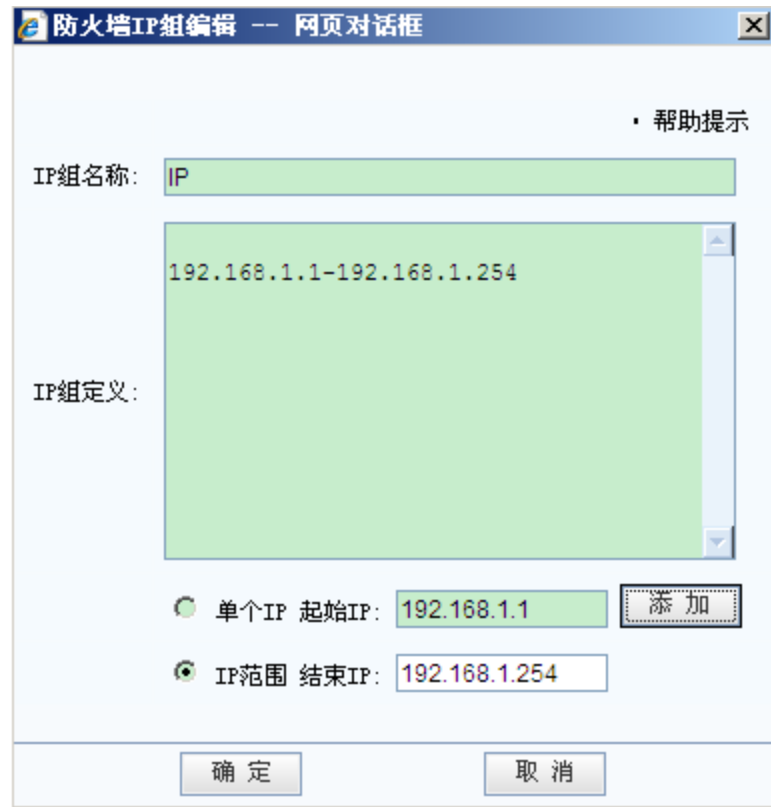 防火墙IP组编辑 -- 网页对话框
· 帮助提示
IP组名称: IP
192.168.1.1-192.168.1.254
IP组定义:
单个IP 起始IP: 192.168.1.1 添 加
IP范围 结束IP: 192.168.1.254
确 定 取 消